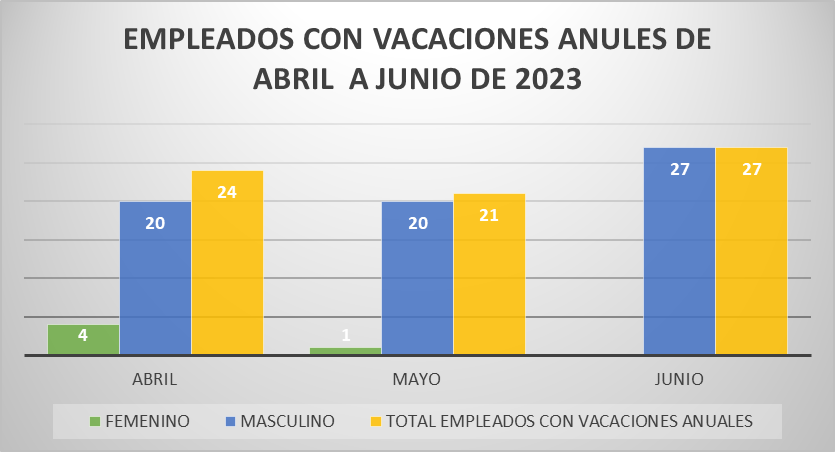 EMPLEADOS CON VACACIONES ANULES DE
ABRIL  A JUNIO DE 2023
4
20
24
1
20
21
27
27
ABRIL
MAYO
JUNIO
FEMENINO
MASCULINO
TOTAL EMPLEADOS CON VACACIONES ANUALES